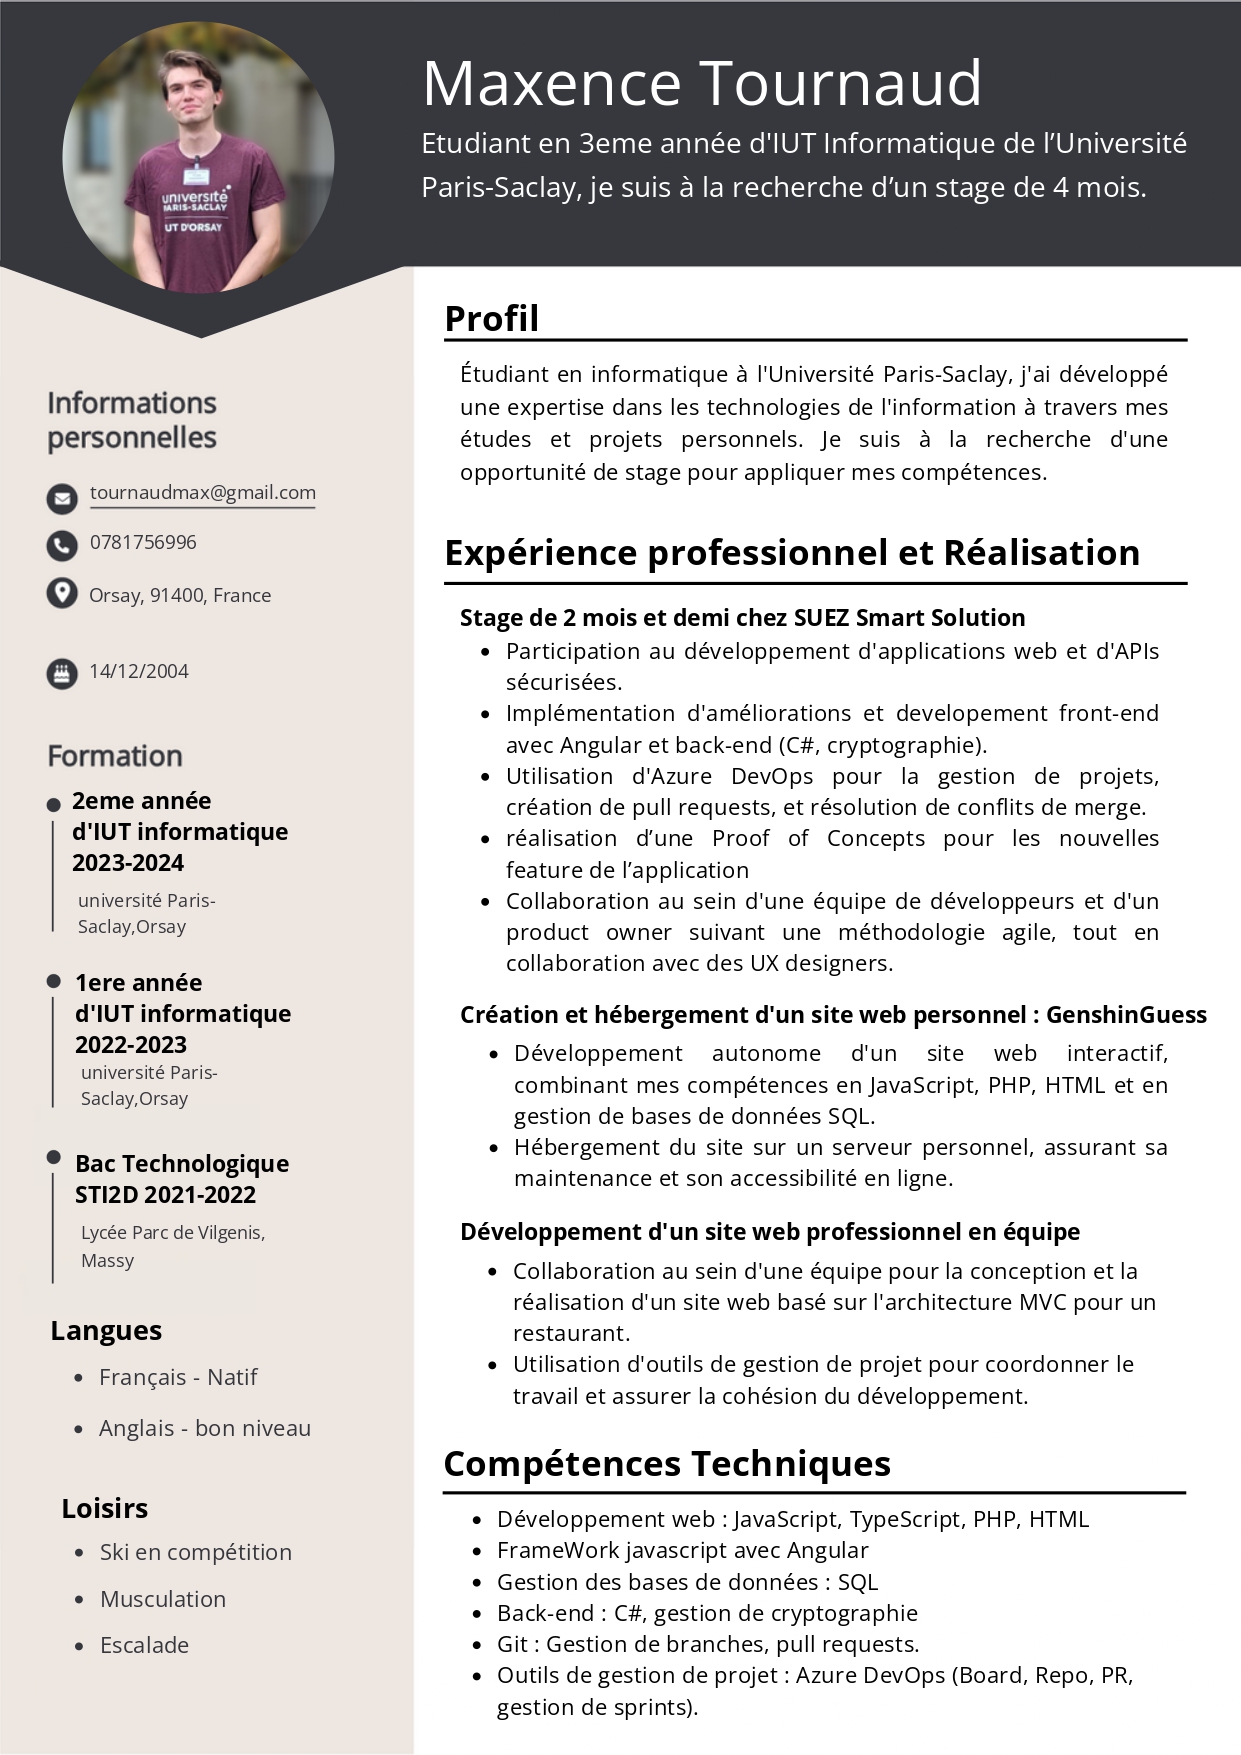 Maxence Tournaud
Etudiant en 3eme année d'IUT Informatique de l’Université
Paris-Saclay, je suis à la recherche d’un stage de 4 mois.
université
PARIS-SACLAY
UT D'ORSAY
Informations
personnelles
tournaudmax@gmail.com
0781756996
Orsay, 91400, France
14/12/2004
Formation
2eme année
d'IUT informatique
2023-2024
université Paris-
Saclay,Orsay
1ere année
d'IUT informatique
2022-2023
université Paris-
Saclay,Orsay
Bac Technologique
STI2D 2021-2022
Lycée Parc de Vilgenis,
Massy
Langues
• Français - Natif
• Anglais - bon niveau
Loisirs
• Ski en compétition
• Musculation
• Escalade
Profil
Étudiant en informatique à l'Université Paris-Saclay, j'ai développé
une expertise dans les technologies de l'information à travers mes
études et projets personnels. Je suis à la recherche d'une
opportunité de stage pour appliquer mes compétences.
Expérience professionnel et Réalisation
Stage de 2 mois et demi chez SUEZ Smart Solution
• Participation au développement d'applications web et d'APIs
sécurisées.
• Implémentation d'améliorations et developement front-end
avec Angular et back-end (C#, cryptographie).
• Utilisation d'Azure DevOps pour la gestion de projets,
création de pull requests, et résolution de conflits de merge.
• réalisation d’une Proof of Concepts pour les nouvelles
feature de l’application
• Collaboration au sein d'une équipe de développeurs et d'un
product owner suivant une méthodologie agile, tout en
collaboration avec des UX designers.
Création et hébergement d'un site web personnel : GenshinGuess
• Développement autonome d'un site web interactif,
combinant mes compétences en JavaScript, PHP, HTML et en
gestion de bases de données SQL.
• Hébergement du site sur un serveur personnel, assurant sa
maintenance et son accessibilité en ligne.
Développement d'un site web professionnel en équipe
• Collaboration au sein d'une équipe pour la conception et la
réalisation d'un site web basé sur l'architecture MVC pour un
restaurant.
• Utilisation d'outils de gestion de projet pour coordonner le
travail et assurer la cohésion du développement.
Compétences Techniques
• Développement web : JavaScript, TypeScript, PHP, HTML
• FrameWork javascript avec Angular
• Gestion des bases de données : SQL
• Back-end : C#, gestion de cryptographie
• Git : Gestion de branches, pull requests.
• Outils de gestion de projet : Azure DevOps (Board, Repo, PR,
gestion de sprints).